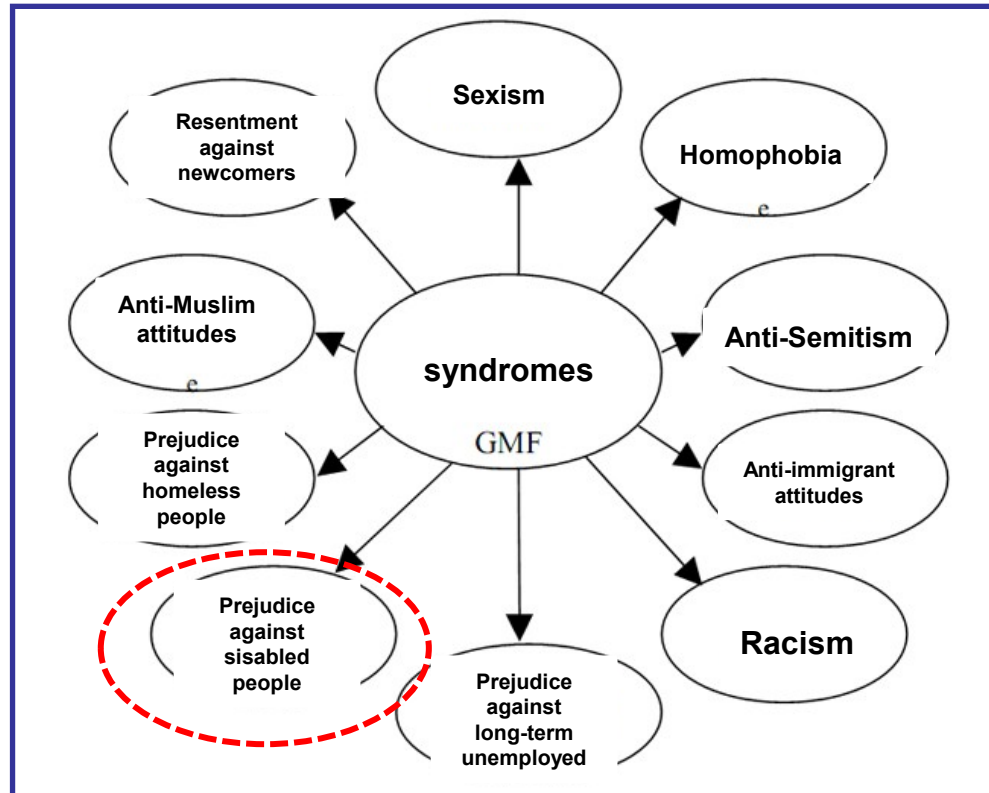 Sexism
Resentment
against
newcomers
Homophobia
e
Anti-Muslim
attitudes
e
Anti-Semitism
syndromes
GMF
Prejudice
against
homeless
people
Anti-immigrant
attitudes
Prejudice
against
sisabled
people
Racism
Prejudice
against
long-term
unemployed